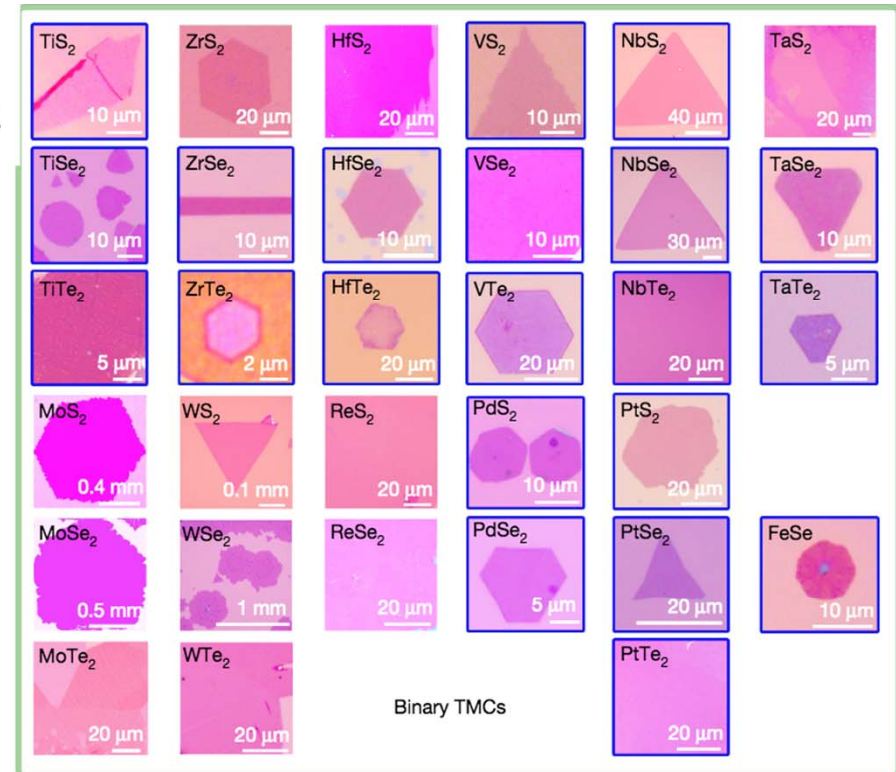 TiS2
10 μm
ZrS2
20 μm
HfS2
20 μm
VS2
10 μm
NbS2
40 μm
TaS2
20 μm
TiSe2
10 μm
ZrSe2
10 μm
HfSe2
10 μm
VSe2
10 μm
NbSe2
30 μm
TaSe2
10 μm
TiTe2
5 μm
ZrTe2
2 μm
HfTe2
20 μm
VTe2
20 μm
NbTe2
20 μm
TaTe2
5 μm
MoS2
0.4 mm
WS2
0.1 mm
ReS2
20 μm
PdS2
10 μm
PtS2
20 μm
MoSe2
0.5 mm
WSe2
1 mm
ReSe2
20 μm
PdSe2
5 μm
PtSe2
20 μm
FeSe
10 μm
MoTe2
20 μm
WTe2
20 μm
Binary TMCs
PtTe2
20 μm